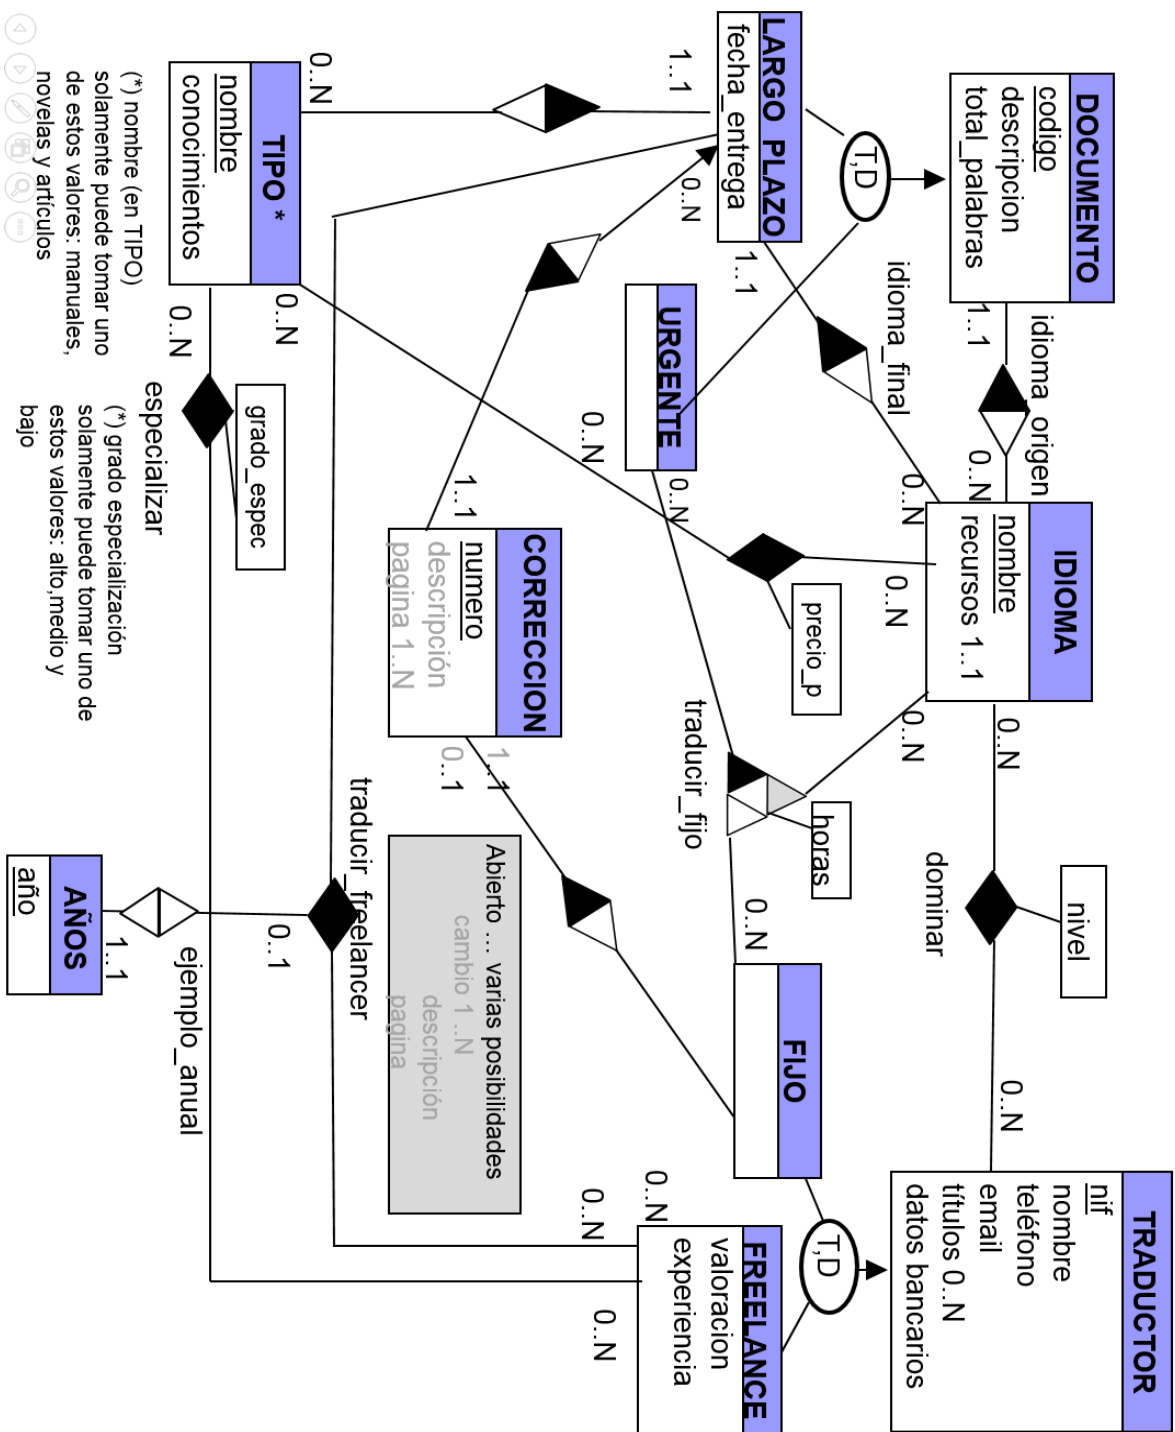 DOCUMENTO
codigo
descripcion
total_palabras
1..1
idioma_origen
0..N
IDIOMA
nombre
recursos 1..1
0..N
dominar
nivel
0..N
TRADUCTOR
nif
nombre
teléfono
email
títulos 0..N
datos bancarios
T,D
LARGO PLAZO
fecha_entrega
1..1
idioma_final
0..N
0..N
precio_p
0..N
horas
0..N
FIJO
T,D
1..1
0..N
URGENTE
0..N
0..N
traducir_fijo
FREELANCE
valoracion
experiencia
0..N
0..N
0..N
CORRECCION
numero
descripción
pagina 1..N
1..1
1..1
0..1
Abierto ... varias posibilidades
cambio 1 ..N
descripción
pagina
0..N
TIPO *
nombre
conocimientos
0..N
0..N
grado_espec
especializar
traducir_freelancer
0..1
ejemplo_anual
1..1
AÑOS
año
(*) nombre (en TIPO)
solamente puede tomar uno
de estos valores: manuales,
novelas y artículos
(*) grado especialización
solamente puede tomar uno de
estos valores: alto,medio y
bajo